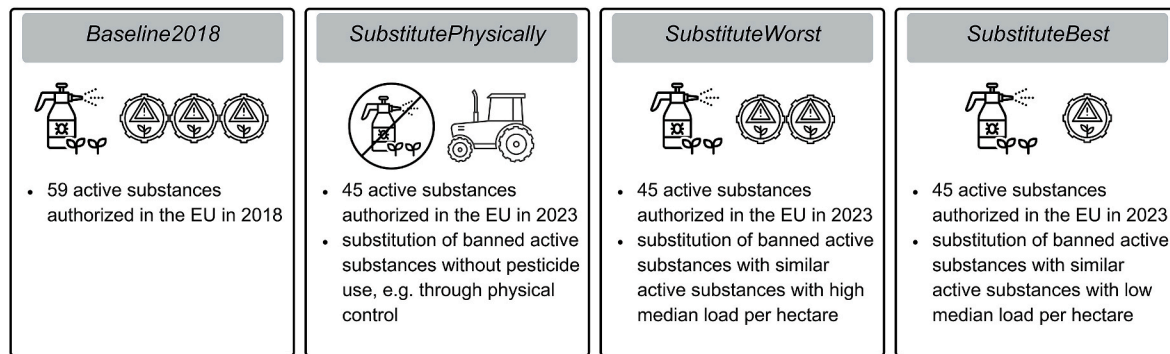 Baseline2018
59 active substances
authorized in the EU in 2018
SubstitutePhysically
45 active substances
authorized in the EU in 2023
substitution of banned active
substances without pesticide
use, e.g. through physical
control
SubstituteWorst
45 active substances
authorized in the EU in 2023
substitution of banned active
substances with similar
active substances with high
median load per hectare
SubstituteBest
45 active substances
authorized in the EU in 2023
substitution of banned active
substances with similar
active substances with low
median load per hectare